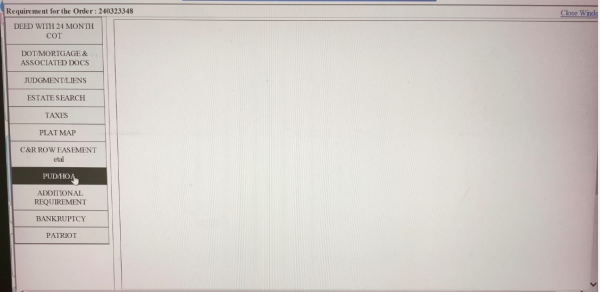 Requirement for the Order : 240323348
Close Windo
DEED WITH 24 MONTH
COT
DOT/MORTGAGE &
ASSOCIATED DOCS
JUDGMENT/LIENS
ESTATE SEARCH
TAXES
PLAT MAP
C&R ROW EASEMENT
etal
PUD/HOA
ADDITIONAL
REQUIREMENT
BANKRUPTCY
PATRIOT